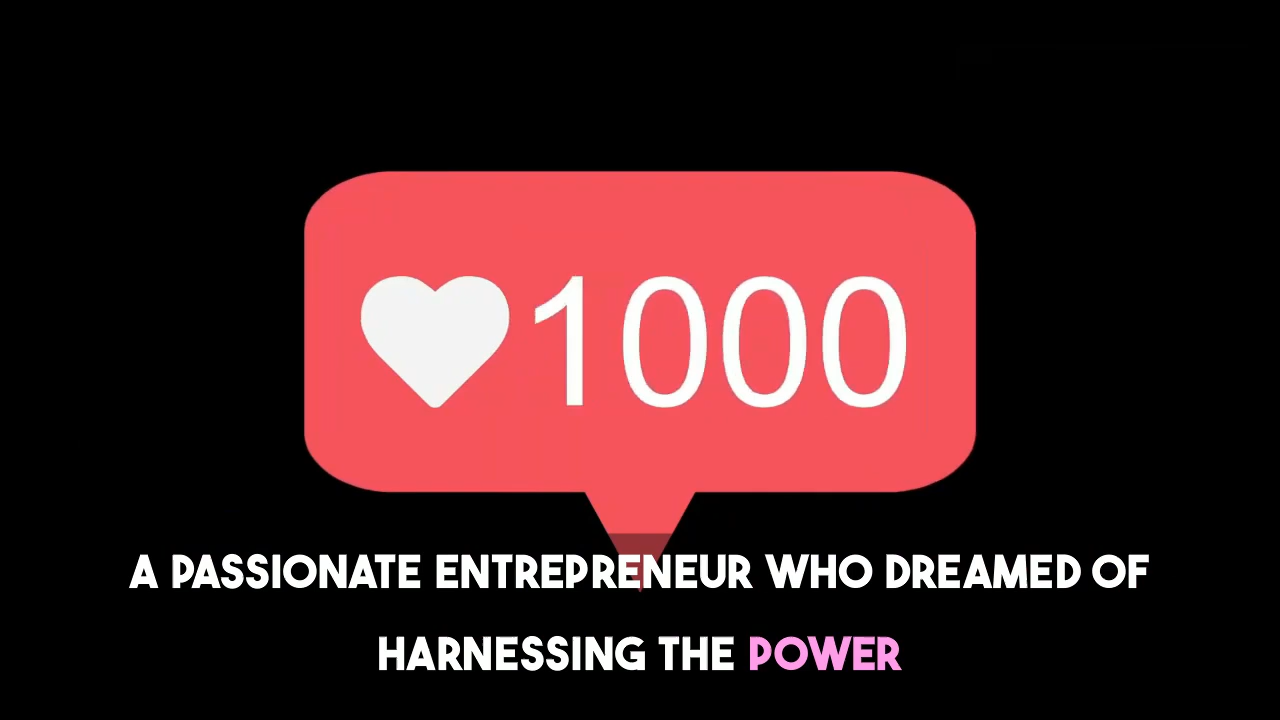 1000
A PASSIONATE ENTREPRENEUR WHO DREAMED OF
HARNESSING THE POWER